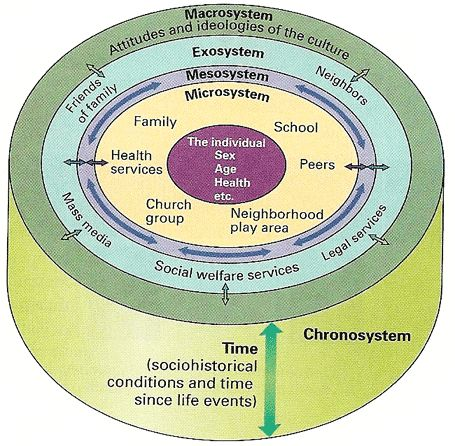 Macrosystem
Attitudes and ideologies of the culture
Exosystem
Mesosystem
Microsystem
Friends
of family
Neighbors
Family
School
The individual
Sex
Age
Health
etc.
Health
services
Peers
Church
group
Neighborhood
play area
Mass media
Legal services
Social welfare services
Chronosystem
Time
(sociohistorical
conditions and time
since life events)